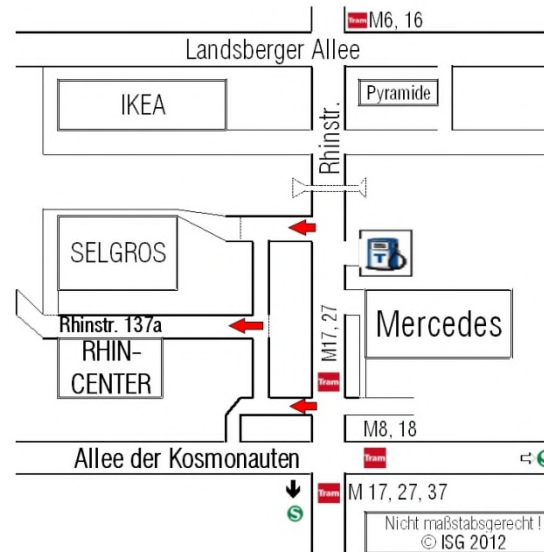 Tram M6, 16
Landsberger Allee
IKEA
Pyramide
Rhinstr.
SELGROS
T
Rhinstr. 137a
M17, 27
Mercedes
RHIN-
CENTER
Tram
M8, 18
Allee der Kosmonauten
Tram
S
S
Tram M 17, 27, 37
Nicht maßstabsgerecht !
© ISG 2012